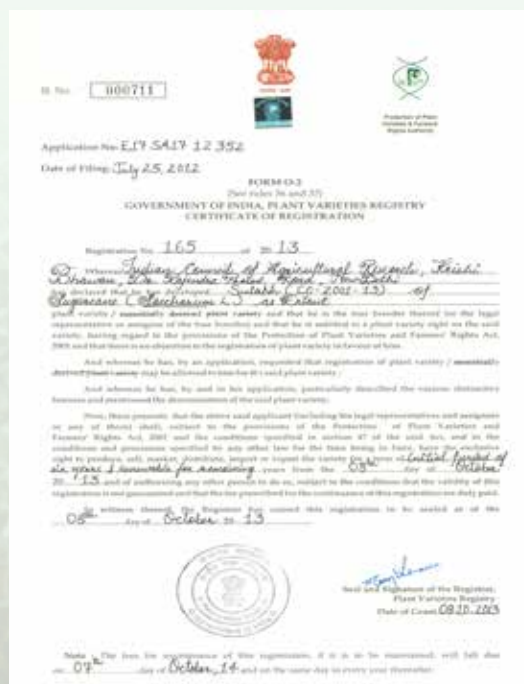 Sl. No. 000711
Protection of Plant
Varieties & Farmers'
Rights Authority
Application No. E17 SA17 12 352
Date of Filing: July 25, 2012
FORM O-2
(See rules 36 and 37)
GOVERNMENT OF INDIA, PLANT VARIETIES REGISTRY
CERTIFICATE OF REGISTRATION
Registration No. 165 of 2013
Whereas Indian Council of Agricultural Research, Krishi
Bhawan, Dr. Rajendra Prasad Road, New Delhi
has declared that he has developed Sulabh (CO-2001-13) of
Sugarcane (Saccharum L.) as Extant
plant variety / essentially derived plant variety and that he is the true breeder thereof (or the legal
representative or assignee of the true breeder) and that he is entitled to a plant variety right on the said
variety, having regard to the provisions of the Protection of Plant Varieties and Farmers' Rights Act,
2001 and that there is no objection to the registration of plant variety in favour of him.
And whereas he has, by an application, requested that registration of plant variety / essentially
derived plant variety may be allowed to him for the said plant variety;
And whereas he has, by and in his application, particularly described the various distinctive
features and possessed the denomination of the said plant variety;
Now, these presents, that the above said applicant (including his legal representatives and assignees
or any of them) shall, subject to the provisions of the Protection of Plant Varieties and
Farmers' Rights Act, 2001 and the conditions specified in section 47 of the said Act, and to the
conditions and provisions specified by any other law for the time being in force, have the exclusive
right to produce, sell, market, distribute, import or export the variety for a term of Initial period of
six years & renewable for remaining years from the 08th day of October
2013 and of authorizing any other person to do so, subject to the conditions that the validity of this
registration is not guaranteed and that the fee prescribed for the continuation of this registration are duly paid.
In witness thereof, the Registrar has caused this registration to be sealed as of the
08th day of October 2013
Seal and Signature of the Registrar,
Plant Varieties Registry
Date of Grant 08.10.2013
Note - The fees for maintenance of this registration, if it is to be maintained, will fall due
on 07th day of October, 14 and on the same day in every year thereafter.